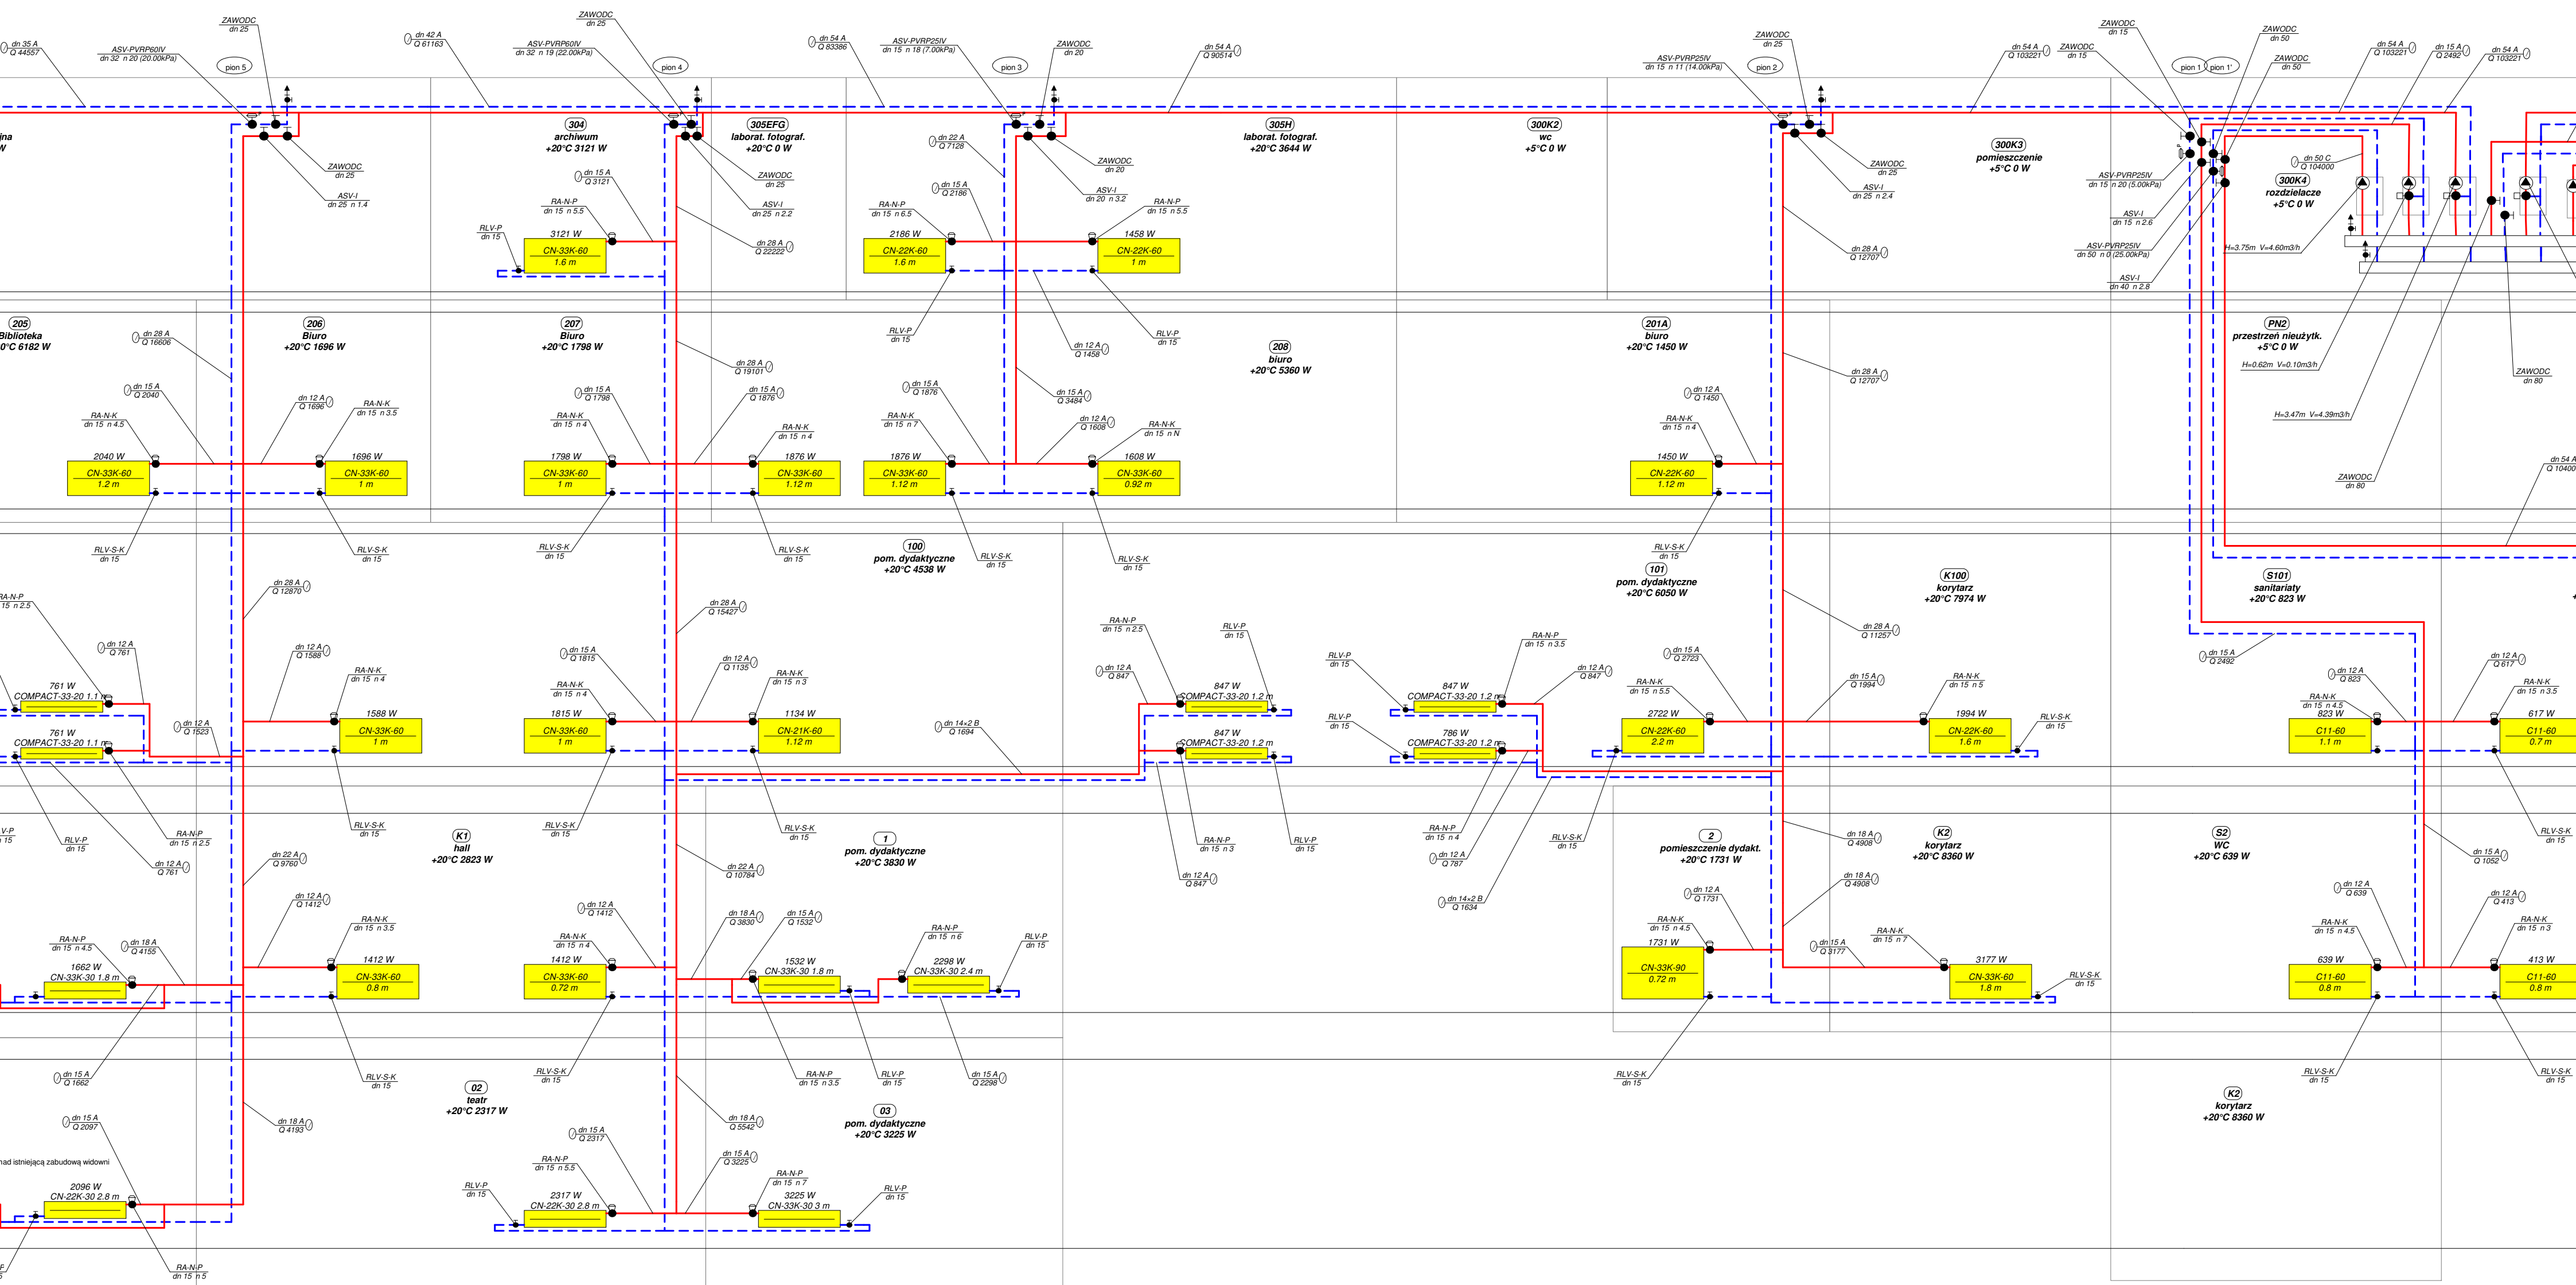 ZAWODC
dn 25
dn 35 A
Q 44557
ASV-PVRP60IV
dn 32 n 20 (20.00kPa)
pion 5
dn 42 A
Q 61163
ZAWODC
dn 25
ASV-PVRP60IV
dn 32 n 19 (22.00kPa)
pion 4
dn 54 A
Q 83386
ASV-PVRP25IV
dn 15 n 18 (7.00kPa)
ZAWODC
dn 20
pion 3
dn 54 A
Q 90514
ASV-PVRP25IV
dn 15 n 11 (14.00kPa)
ZAWODC
dn 25
pion 2
dn 54 A
Q 103221
ZAWODC
dn 15
ZAWODC
dn 15
ZAWODC
dn 50
ZAWODC
dn 50
pion 1
pion 1'
dn 54 A
Q 103221
dn 15 A
Q 2492
dn 54 A
Q 103221
304
archiwum
+20°C 3121 W
305EFG
laborat. fotograf.
+20°C 0 W
305H
laborat. fotograf.
+20°C 3644 W
300K2
wc
+5°C 0 W
300K3
pomieszczenie
+5°C 0 W
300K4
rozdzielacze
+5°C 0 W
dn 50 C
Q 104000
ZAWODC
dn 25
ASV-I
dn 25 n 1.4
dn 15 A
Q 3121
RA-N-P
dn 15 n 5.5
RLV-P
dn 15
3121 W
CN-33K-60
1.6 m
ZAWODC
dn 25
ASV-I
dn 25 n 2.2
dn 28 A
Q 22222
dn 22 A
Q 7128
dn 15 A
Q 2186
RA-N-P
dn 15 n 6.5
2186 W
CN-22K-60
1.6 m
ZAWODC
dn 20
ASV-I
dn 20 n 3.2
RA-N-P
dn 15 n 5.5
1458 W
CN-22K-60
1 m
RLV-P
dn 15
dn 12 A
Q 1458
RLV-P
dn 15
ZAWODC
dn 25
ASV-I
dn 25 n 2.4
dn 28 A
Q 12707
ASV-PVRP25IV
dn 15 n 20 (5.00kPa)
ASV-I
dn 15 n 2.6
ASV-PVRP25IV
dn 50 n 0 (25.00kPa)
ASV-I
dn 40 n 2.8
H=3.75m V=4.60m3/h
205
Biblioteka
206
Biuro
+20°C 1696 W
207
Biuro
+20°C 1798 W
208
biuro
+20°C 5360 W
201A
biuro
+20°C 1450 W
PN2
przestrzeń nieużytk.
+5°C 0 W
H=0.62m V=0.10m3/h
H=3.47m V=4.39m3/h
ZAWODC
dn 80
ZAWODC
dn 80
dn 28 A
Q 16606
dn 15 A
Q 2040
RA-N-K
dn 15 n 4.5
2040 W
CN-33K-60
1.2 m
dn 12 A
Q 1696
RA-N-K
dn 15 n 3.5
1696 W
CN-33K-60
1 m
dn 15 A
Q 1798
RA-N-K
dn 15 n 4
1798 W
CN-33K-60
1 m
dn 28 A
Q 19101
dn 15 A
Q 1876
RA-N-K
dn 15 n 4
1876 W
CN-33K-60
1.12 m
dn 15 A
Q 1876
RA-N-K
dn 15 n 7
1876 W
CN-33K-60
1.12 m
dn 15 A
Q 3484
dn 12 A
Q 1608
RA-N-K
dn 15 n N
1608 W
CN-33K-60
0.92 m
dn 12 A
Q 1450
RA-N-K
dn 15 n 4
1450 W
CN-22K-60
1.12 m
dn 28 A
Q 12707
dn 54 A
RLV-S-K
dn 15
RLV-S-K
dn 15
RLV-S-K
dn 15
RLV-S-K
dn 15
RLV-S-K
dn 15
RLV-S-K
dn 15
RLV-S-K
dn 15
100
pom. dydaktyczne
+20°C 4538 W
101
pom. dydaktyczne
+20°C 6050 W
K100
korytarz
+20°C 7974 W
S101
sanitariaty
+20°C 823 W
dn 28 A
Q 12870
dn 12 A
Q 761
761 W
COMPACT-33-20 1.1 m
761 W
COMPACT-33-20 1.1 m
dn 12 A
Q 1523
dn 12 A
Q 1588
RA-N-K
dn 15 n 4
1588 W
CN-33K-60
1 m
dn 15 A
Q 1815
RA-N-K
dn 15 n 4
1815 W
CN-33K-60
1 m
dn 28 A
Q 15427
dn 12 A
Q 1135
RA-N-K
dn 15 n 3
1134 W
CN-21K-60
1.12 m
dn 14×2 B
Q 1694
RA-N-P
dn 15 n 2.5
dn 12 A
Q 847
RLV-P
dn 15
847 W
COMPACT-33-20 1.2 m
847 W
COMPACT-33-20 1.2 m
RLV-P
dn 15
RLV-P
dn 15
847 W
COMPACT-33-20 1.2 m
786 W
COMPACT-33-20 1.2 m
RA-N-P
dn 15 n 3.5
dn 12 A
Q 847
dn 15 A
Q 2723
RA-N-K
dn 15 n 5.5
2722 W
CN-22K-60
2.2 m
dn 28 A
Q 11257
dn 15 A
Q 1994
RA-N-K
dn 15 n 5
1994 W
CN-22K-60
1.6 m
RLV-S-K
dn 15
dn 15 A
Q 2492
dn 12 A
Q 823
RA-N-K
dn 15 n 4.5
823 W
C11-60
1.1 m
dn 12 A
Q 617
RA-N-K
dn 15 n 3.5
617 W
C11-60
0.7 m
RLV-P
dn 15
dn 12 A
Q 761
RA-N-P
dn 15 n 2.5
RLV-S-K
dn 15
K1
hall
+20°C 2823 W
RLV-S-K
dn 15
RLV-S-K
dn 15
1
pom. dydaktyczne
+20°C 3830 W
RA-N-P
dn 15 n 3
dn 12 A
Q 847
RLV-P
dn 15
RA-N-P
dn 15 n 4
dn 12 A
Q 787
dn 14×2 B
Q 1634
RLV-S-K
dn 15
2
pomieszczenie dydakt.
+20°C 1731 W
dn 18 A
Q 4908
K2
korytarz
+20°C 8360 W
S2
WC
+20°C 639 W
dn 15 A
Q 1052
RLV-S-K
dn 15
dn 22 A
Q 9760
dn 12 A
Q 1412
RA-N-K
dn 15 n 3.5
1412 W
CN-33K-60
0.8 m
RA-N-P
dn 15 n 4.5
dn 18 A
Q 4155
1662 W
CN-33K-30 1.8 m
dn 12 A
Q 1412
RA-N-K
dn 15 n 4
1412 W
CN-33K-60
0.72 m
dn 22 A
Q 10784
dn 18 A
Q 3830
dn 15 A
Q 1532
1532 W
CN-33K-30 1.8 m
RA-N-P
dn 15 n 6
2298 W
CN-33K-30 2.4 m
RLV-P
dn 15
dn 12 A
Q 1731
RA-N-K
dn 15 n 4.5
1731 W
CN-33K-90
0.72 m
dn 18 A
Q 4908
dn 15 A
Q 3177
RA-N-K
dn 15 n 7
3177 W
CN-33K-60
1.8 m
RLV-S-K
dn 15
dn 12 A
Q 639
RA-N-K
dn 15 n 4.5
639 W
C11-60
0.8 m
dn 12 A
Q 413
RA-N-K
dn 15 n 3
413 W
C11-60
0.8 m
dn 15 A
Q 1662
RLV-S-K
dn 15
RLV-S-K
dn 15
RA-N-P
dn 15 n 3.5
RLV-P
dn 15
dn 15 A
Q 2298
RLV-S-K
dn 15
RLV-S-K
dn 15
RLV-S-K
dn 15
02
teatr
+20°C 2317 W
03
pom. dydaktyczne
+20°C 3225 W
K2
korytarz
+20°C 8360 W
dn 15 A
Q 2097
dn 18 A
Q 4193
nad istniejącą zabudową widowni
2096 W
CN-22K-30 2.8 m
RA-N-P
dn 15 n 5
dn 15 A
Q 2317
RA-N-P
dn 15 n 5.5
RLV-P
dn 15
2317 W
CN-22K-30 2.8 m
dn 18 A
Q 5542
dn 15 A
Q 3225
RA-N-P
dn 15 n 7
3225 W
CN-33K-30 3 m
RLV-P
dn 15